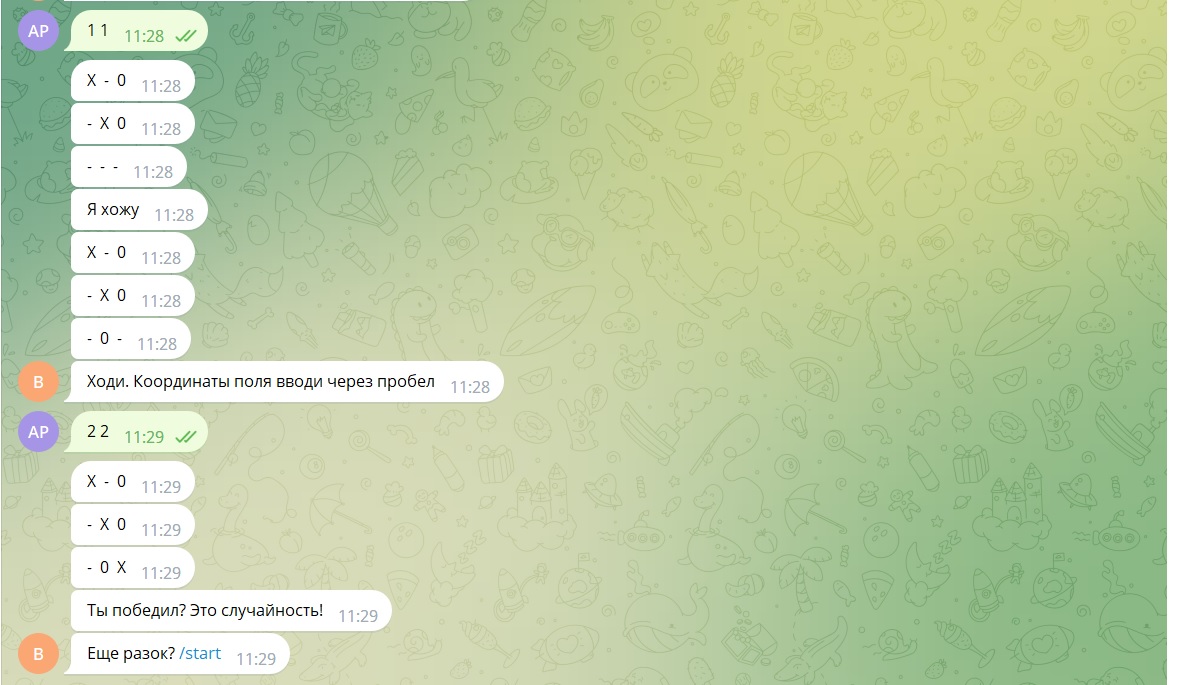 AP
1 1 11:28
X - 0 11:28
- X 0 11:28
- - - 11:28
Я хожу 11:28
X - 0 11:28
- X 0 11:28
- 0 - 11:28
B
Ходи. Координаты поля вводи через пробел 11:28
AP
2 2 11:29
X - 0 11:29
- X 0 11:29
- 0 X 11:29
Ты победил? Это случайность! 11:29
B
Еще разок? /start 11:29